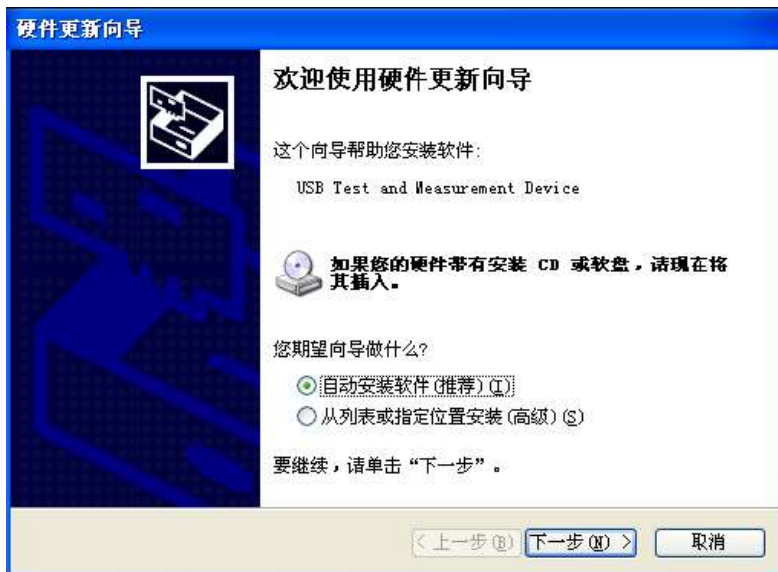 硬件更新向导
欢迎使用硬件更新向导
这个向导帮助您安装软件:
USB Test and Measurement Device
如果您的硬件带有安装 CD 或软盘，请现在将
其插入。
您期望向导做什么?
自动安装软件(推荐)(I)
从列表或指定位置安装(高级)(S)
要继续，请单击“下一步”。
< 上一步(B) 下一步(N) > 取消